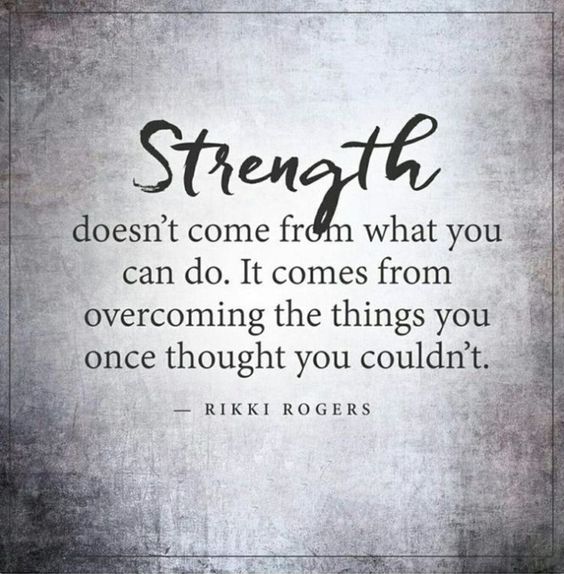 Strength
doesn’t come from what you
can do. It comes from
overcoming the things you
once thought you couldn’t.
— RIKKI ROGERS